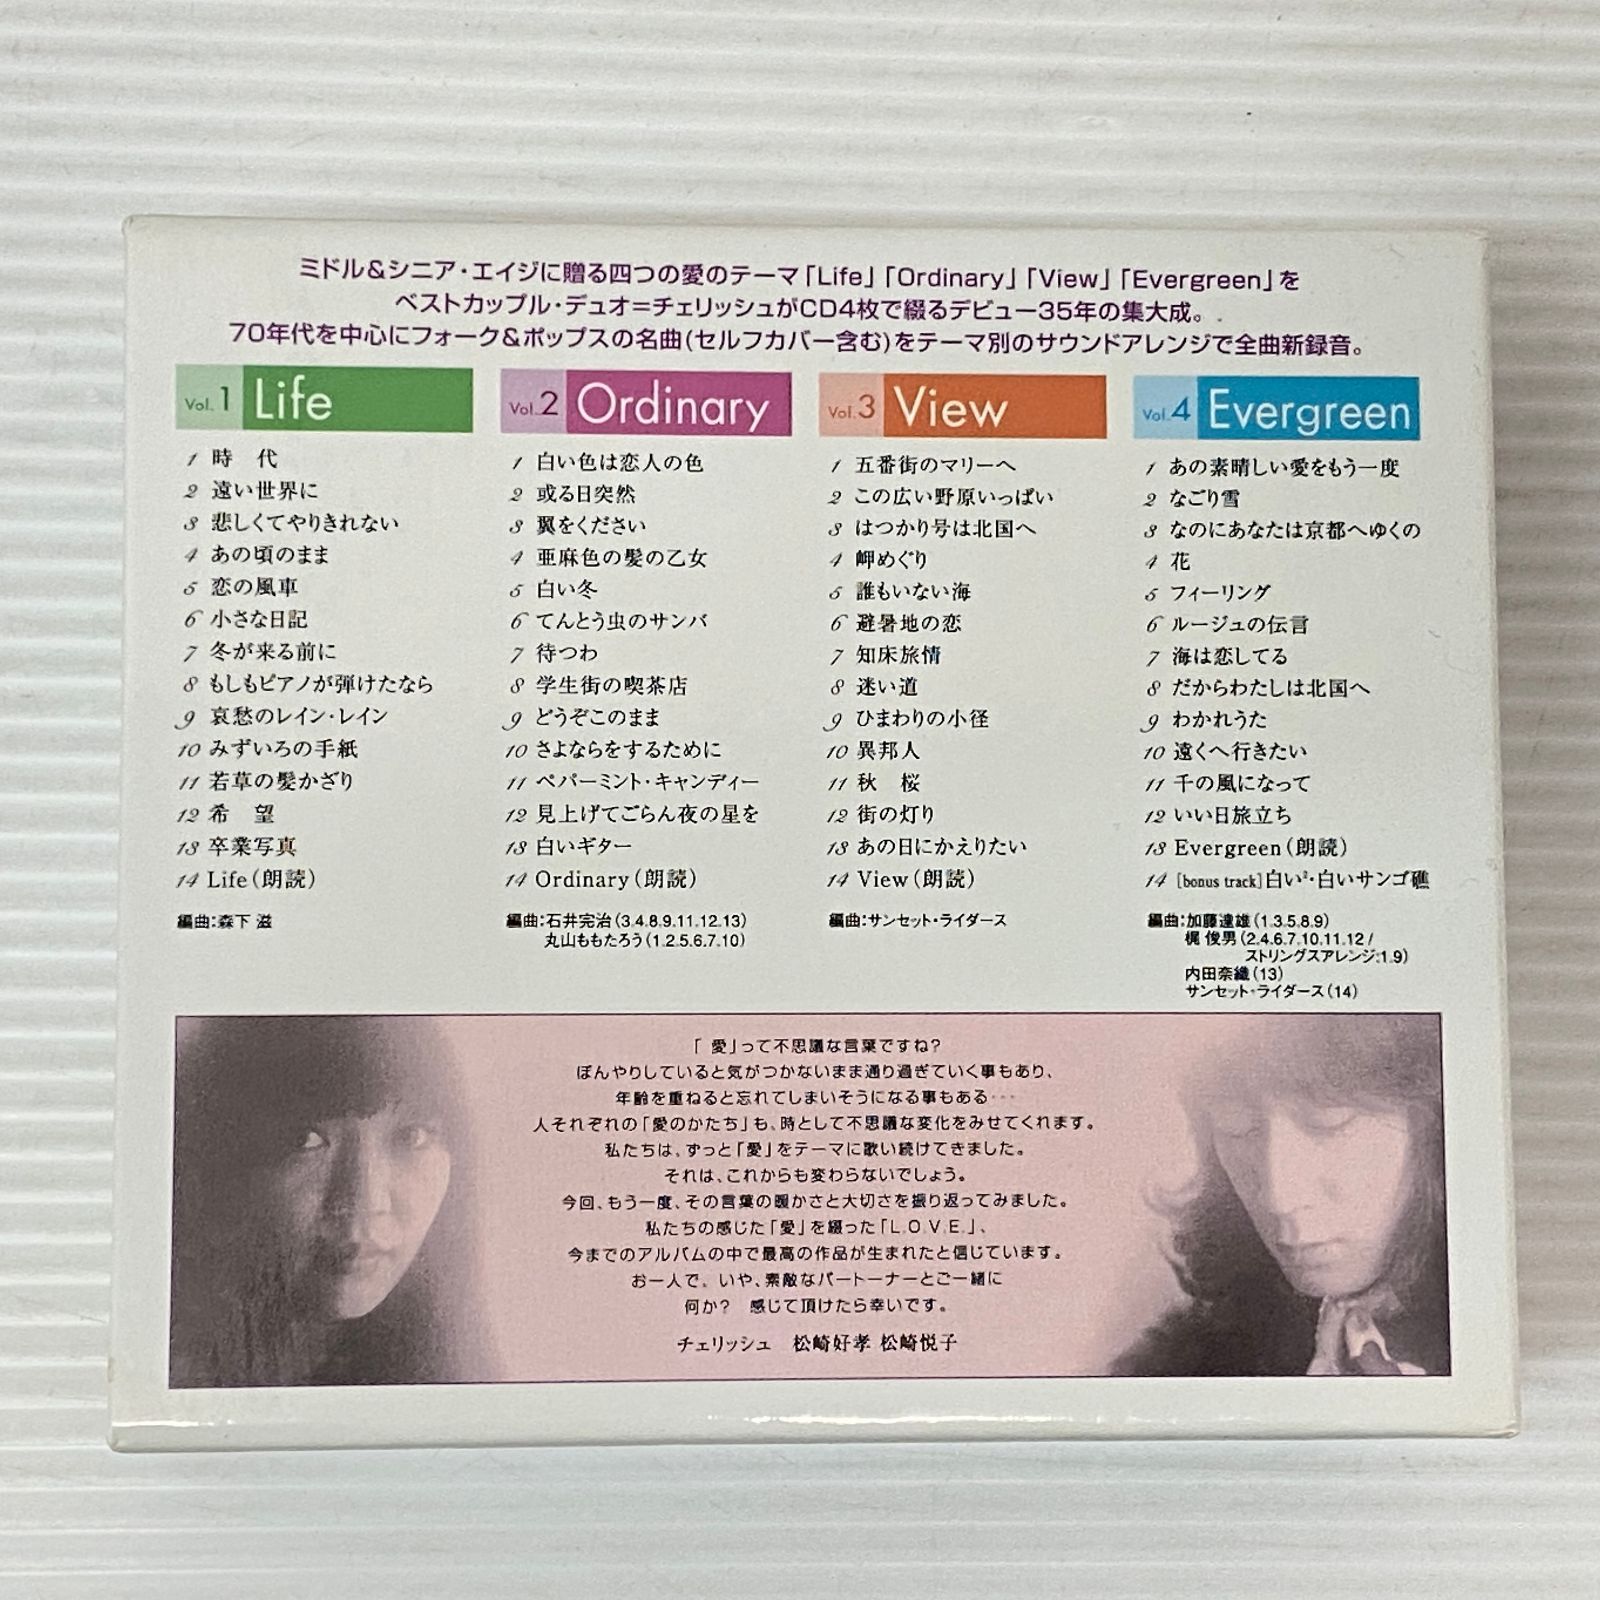 ミドル＆シニア・エイジに贈る四つの愛のテーマ「Life」「Ordinary」「View」「Evergreen」を
ベストカップル・デュオ＝チェリッシュがCD4枚で綴るデビュー35年の集大成。
70年代を中心にフォーク＆ポップスの名曲(セルフカバー含む)をテーマ別のサウンドアレンジで全曲新録音。
Vol.1 Life
1 時　代
2 遠い世界に
3 悲しくてやりきれない
4 あの頃のまま
5 恋の風車
6 小さな日記
7 冬が来る前に
8 もしもピアノが弾けたなら
9 哀愁のレイン・レイン
10 みずいろの手紙
11 若草の髪かざり
12 希　望
13 卒業写真
14 Life（朗読）
編曲：森下 滋
Vol.2 Ordinary
1 白い色は恋人の色
2 或る日突然
3 翼をください
4 亜麻色の髪の乙女
5 白い冬
6 てんとう虫のサンバ
7 待つわ
8 学生街の喫茶店
9 どうぞこのまま
10 さよならをするために
11 ペパーミント・キャンディー
12 見上げてごらん夜の星を
13 白いギター
14 Ordinary（朗読）
編曲：石井完治（3.4.8.9.11.12.13）
丸山ももたろう（1.2.5.6.7.10）
Vol.3 View
1 五番街のマリーへ
2 この広い野原いっぱい
3 はつかり号は北国へ
4 岬めぐり
5 誰もいない海
6 避暑地の恋
7 知床旅情
8 迷い道
9 ひまわりの小径
10 異邦人
11 秋　桜
12 街の灯り
13 あの日にかえりたい
14 View（朗読）
編曲：サンセット・ライダース
Vol.4 Evergreen
1 あの素晴しい愛をもう一度
2 なごり雪
3 なのにあなたは京都へゆくの
4 花
5 フィーリング
6 ルージュの伝言
7 海は恋してる
8 だからわたしは北国へ
9 わかれうた
10 遠くへ行きたい
11 千の風になって
12 いい日旅立ち
13 Evergreen（朗読）
14 [bonus track]白い²・白いサンゴ礁
編曲：加藤達雄（1.3.5.8.9）
梶 俊男（2.4.6.7.10.11.12 /
ストリングスアレンジ:1.9）
内田奈織（13）
サンセット・ライダース（14）
「 愛」って不思議な言葉ですね？
ぼんやりしていると気がつかないまま通り過ぎていく事もあり、
年齢を重ねると忘れてしまいそうになる事もある・・・
人それぞれの「愛のかたち」も、時として不思議な変化をみせてくれます。
私たちは、ずっと「愛」をテーマに歌い続けてきました。
それは、これからも変わらないでしょう。
今回、もう一度、その言葉の暖かさと大切さを振り返ってみました。
私たちの感じた「愛」を綴った「L.O.V.E.」、
今までのアルバムの中で最高の作品が生まれたと信じています。
お一人で。いや、素敵なパートーナーとご一緒に
何か？　感じて頂けたら幸いです。
チェリッシュ　松崎好孝 松崎悦子